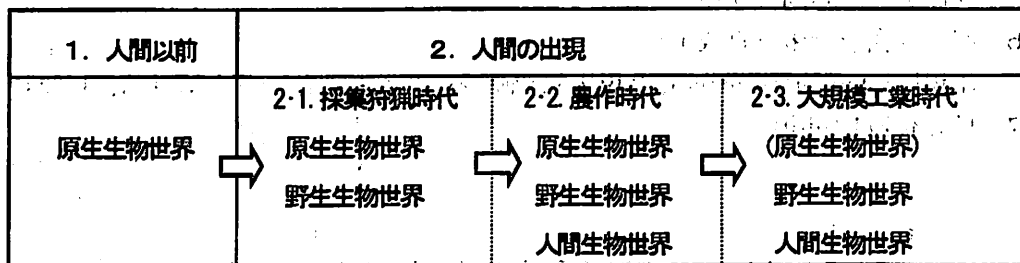 1. 人間以前
2. 人間の出現
2-1. 採集狩猟時代
2-2. 農作時代
2-3. 大規模工業時代
原生生物世界
原生生物世界
原生生物世界
(原生生物世界)
野生生物世界
野生生物世界
野生生物世界
人間生物世界
人間生物世界